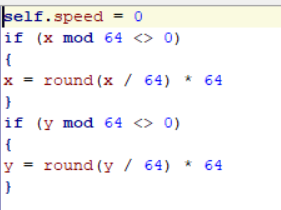 self.speed = 0
if (x mod 64 <> 0)
{
x = round(x / 64) * 64
}
if (y mod 64 <> 0)
{
y = round(y / 64) * 64
}